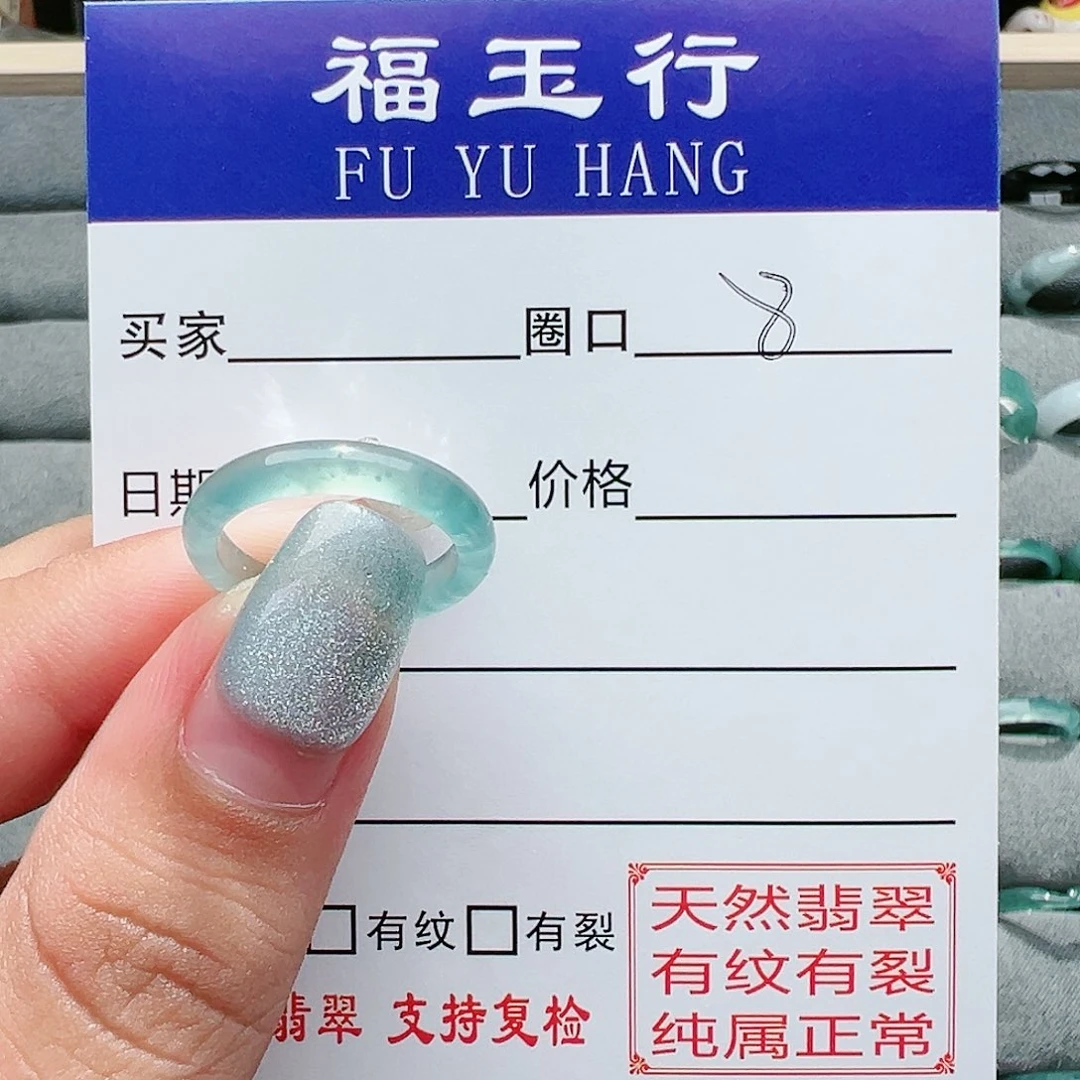 福玉行
FU YU HANG
买家 圈口 8
日期 价格
有纹 有裂
翡翠 支持复检
天然翡翠
有纹有裂
纯属正常